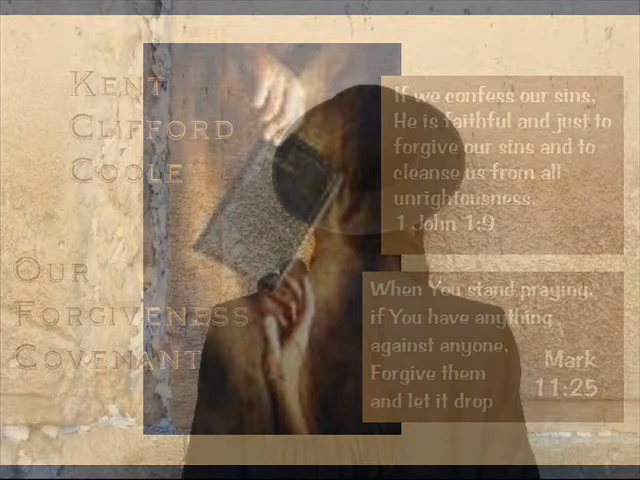 Kent
Clifford
Cooley
Our
Forgiveness
Covenant
If we confess our sins,
He is faithful and just to
forgive our sins and to
cleanse us from all
unrightousness.
1 John 1:9
When You stand praying,
if You have anything
against anyone,
Forgive them
and let it drop
Mark
11:25